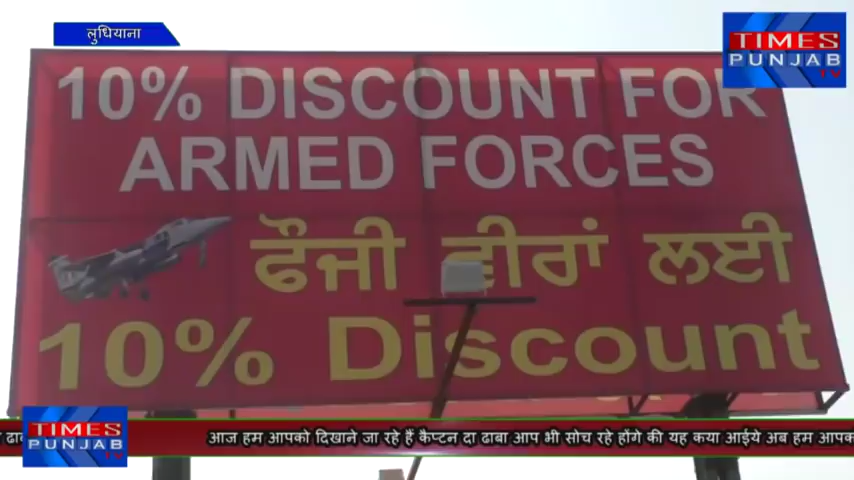 लुधियाना
TIMES
PUNJAB
TV
10% DISCOUNT FOR
ARMED FORCES
ਫੌਜੀ ਵੀਰਾਂ ਲਈ
10% Discount
TIMES
PUNJAB
TV
आज हम आपको दिखाने जा रहे हैं कैप्टन दा ढाबा आप भी सोच रहे होंगे की यह कया आईये अब हम आपक